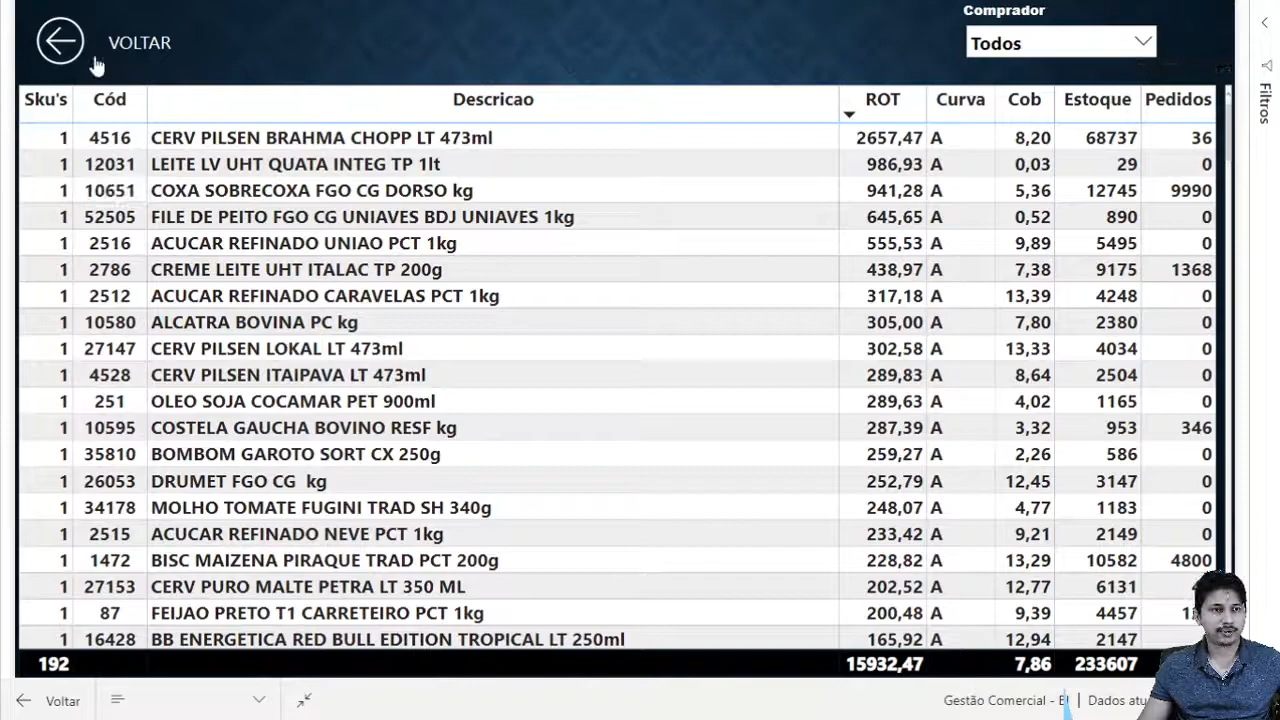 Comprador
VOLTAR
Todos
Filtros
Sku's Cód Descricao ROT Curva Cob Estoque Pedidos
1 4516 CERV PILSEN BRAHMA CHOPP LT 473ml 2657,47 A 8,20 68737 36
1 12031 LEITE LV UHT QUATA INTEG TP 1lt 986,93 A 0,03 29 0
1 10651 COXA SOBRECOXA FGO CG DORSO kg 941,28 A 5,36 12745 9990
1 52505 FILE DE PEITO FGO CG UNIAVES BDJ UNIAVES 1kg 645,65 A 0,52 890 0
1 2516 ACUCAR REFINADO UNIAO PCT 1kg 555,53 A 9,89 5495 0
1 2786 CREME LEITE UHT ITALAC TP 200g 438,97 A 7,38 9175 1368
1 2512 ACUCAR REFINADO CARAVELAS PCT 1kg 317,18 A 13,39 4248 0
1 10580 ALCATRA BOVINA PC kg 305,00 A 7,80 2380 0
1 27147 CERV PILSEN LOKAL LT 473ml 302,58 A 13,33 4034 0
1 4528 CERV PILSEN ITAIPAVA LT 473ml 289,83 A 8,64 2504 0
1 251 OLEO SOJA COCAMAR PET 900ml 289,63 A 4,02 1165 0
1 10595 COSTELA GAUCHA BOVINO RESF kg 287,39 A 3,32 953 346
1 35810 BOMBOM GAROTO SORT CX 250g 259,27 A 2,26 586 0
1 26053 DRUMET FGO CG kg 252,79 A 12,45 3147 0
1 34178 MOLHO TOMATE FUGINI TRAD SH 340g 248,07 A 4,77 1183 0
1 2515 ACUCAR REFINADO NEVE PCT 1kg 233,42 A 9,21 2149 0
1 1472 BISC MAIZENA PIRAQUE TRAD PCT 200g 228,82 A 13,29 10582 4800
1 27153 CERV PURO MALTE PETRA LT 350 ML 202,52 A 12,77 6131
1 87 FEIJAO PRETO T1 CARRETEIRO PCT 1kg 200,48 A 9,39 4457
1 16428 BB ENERGETICA RED BULL EDITION TROPICAL LT 250ml 165,92 A 12,94 2147
192 15932,47 7,86 233607
Voltar Gestão Comercial - Dados